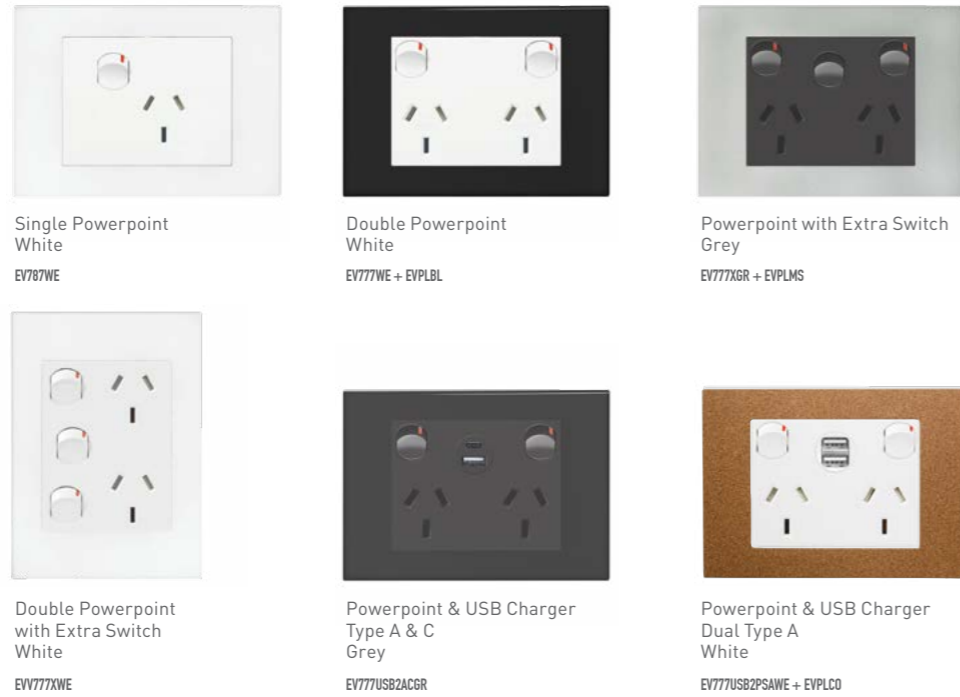 Single Powerpoint
White
EV787WE
Double Powerpoint
White
EV777WE + EVPLBL
Powerpoint with Extra Switch
Grey
EV777XGR + EVPLMS
Double Powerpoint
with Extra Switch
White
EVV777XWE
Powerpoint & USB Charger
Type A & C
Grey
EV777USB2ACGR
Powerpoint & USB Charger
Dual Type A
White
EV777USB2PSAWE + EVPLCO